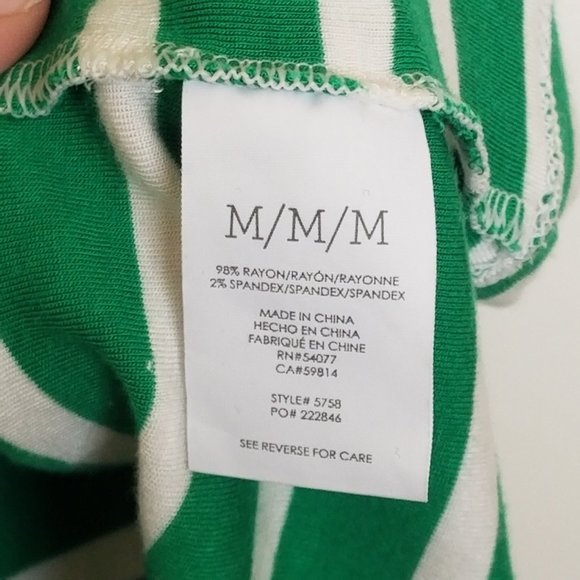 M/M/M
98% RAYON/RAYÓN/RAYONNE
2% SPANDEX/SPANDEX/SPANDEX
MADE IN CHINA
HECHO EN CHINA
FABRIQUÉ EN CHINE
RN#54077
CA#59814
STYLE# 5758
PO# 222846
SEE REVERSE FOR CARE